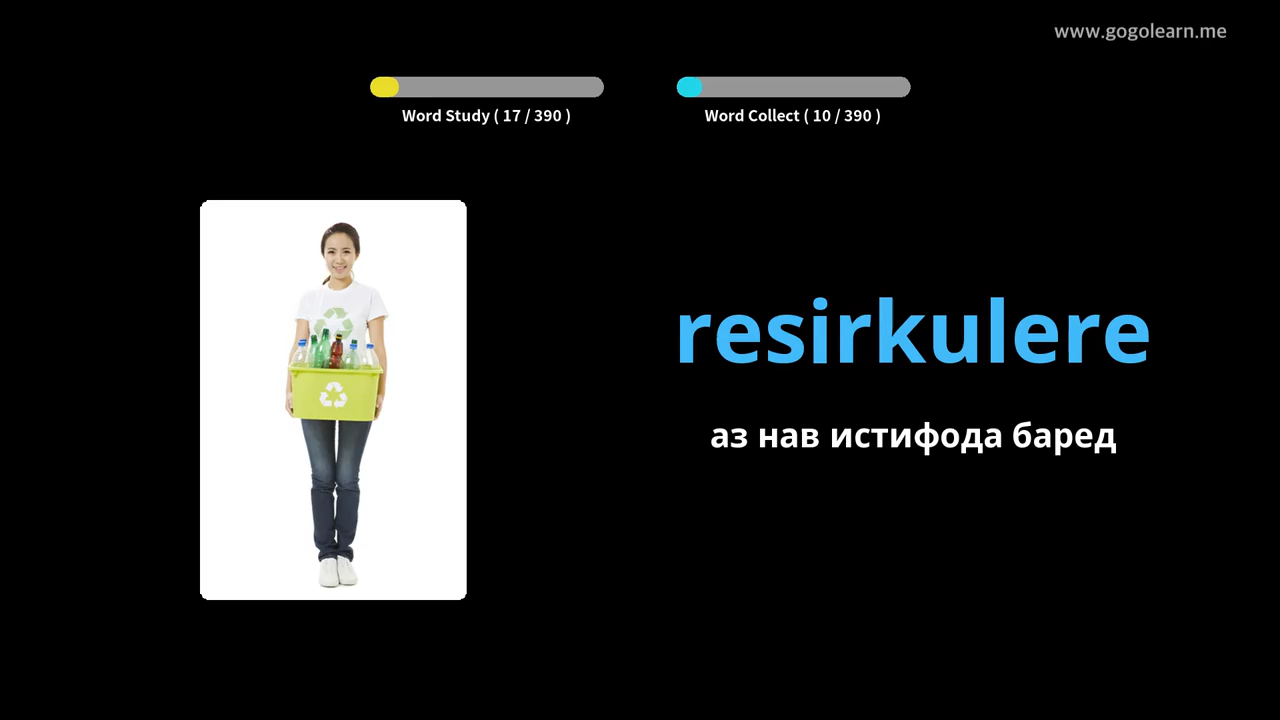 www.gogolearn.me
Word Study ( 17 / 390 )
Word Collect ( 10 / 390 )
resirkulere
аз нав истифода баред